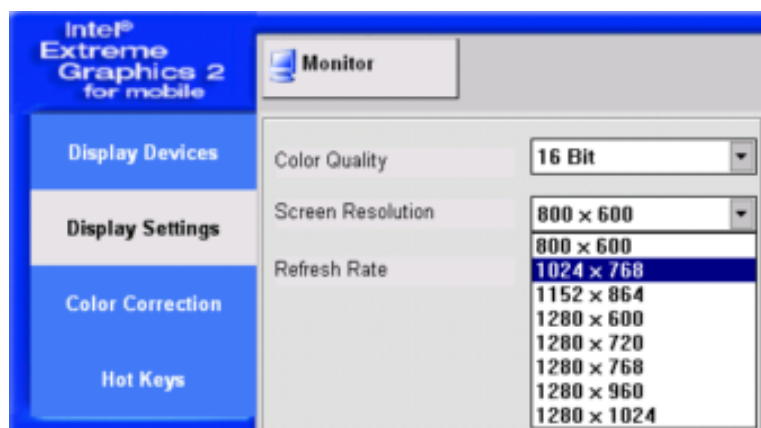 Intel®
Extreme
Graphics 2
for mobile
Monitor
Display Devices
Display Settings
Color Correction
Hot Keys
Color Quality
16 Bit
Screen Resolution
800 x 600
800 x 600
1024 x 768
1152 x 864
1280 x 600
1280 x 720
1280 x 768
1280 x 960
1280 x 1024
Refresh Rate